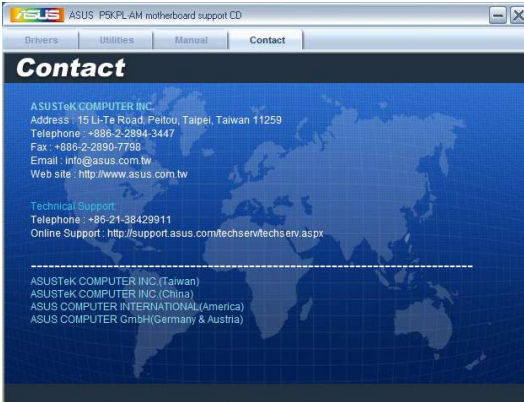 ASUS ASUS P5KPL-AM motherboard support CD
Drivers Utilities Manual Contact
Contact
ASUSTeK COMPUTER INC.
Address : 15 Li-Te Road, Peitou, Taipei, Taiwan 11259
Telephone : +886-2-2894-3447
Fax : +886-2-2890-7798
Email : info@asus.com.tw
Web site : http://www.asus.com.tw
Technical Support
Telephone : +86-21-38429911
Online Support : http://support.asus.com/techserv/techserv.aspx
ASUSTeK COMPUTER INC.(Taiwan)
ASUSTeK COMPUTER INC.(China)
ASUS COMPUTER INTERNATIONAL(America)
ASUS COMPUTER GmbH(Germany & Austria)